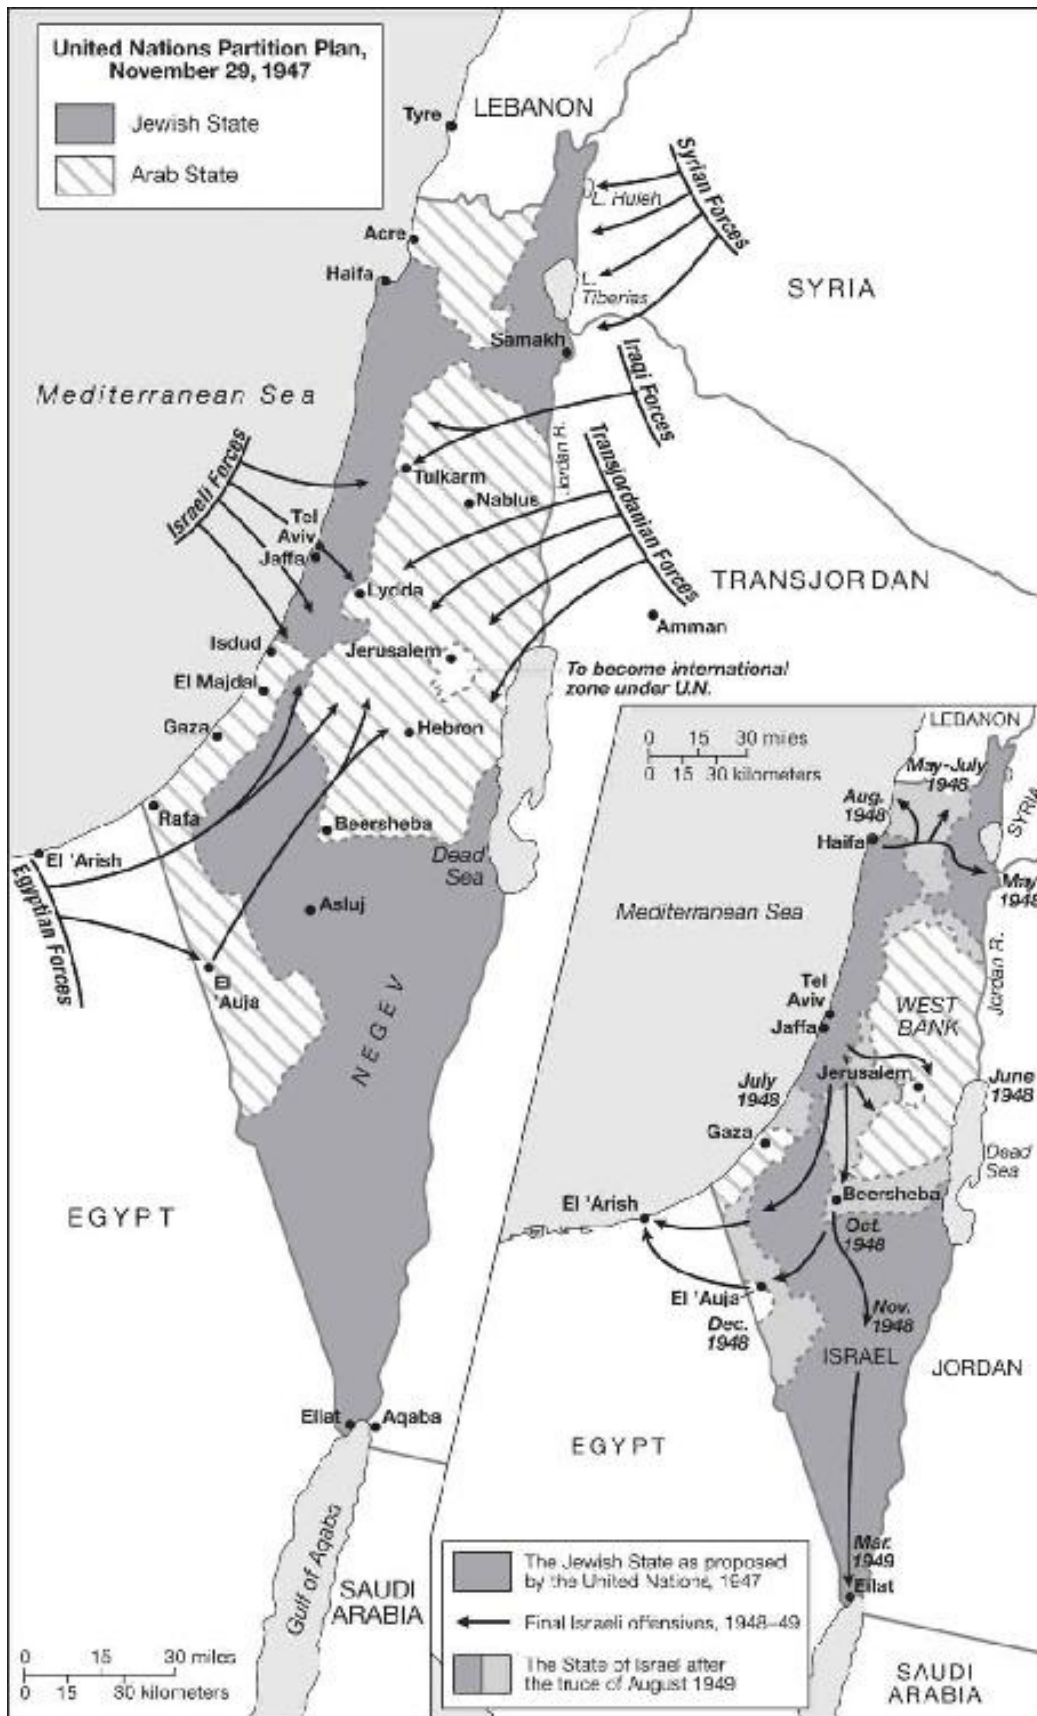 United Nations Partition Plan,
November 29, 1947
Jewish State
Arab State
LEBANON
Tyre
Syrian Forces
L. Huleh
Acre
Haifa
L.
Tiberias
SYRIA
Samakh
Iraqi Forces
Mediterranean Sea
Jordan R.
Transjordanian Forces
Israeli Forces
Tulkarm
Nablus
Tel
Aviv
Jaffa
Lydda
TRANSJORDAN
Amman
Isdud
Jerusalem
To become international
zone under U.N.
El Majdal
Gaza
Hebron
Rafa
Beersheba
Dead
Sea
El 'Arish
Egyptian Forces
Asluj
El
'Auja
NEGEV
EGYPT
Eilat
Aqaba
Gulf of Aqaba
SAUDI
ARABIA
0 15 30 miles
0 15 30 kilometers
LEBANON
0 15 30 miles
0 15 30 kilometers
May-July
1948
Aug.
1948
SYRIA
Haifa
May
1948
Mediterranean Sea
Jordan R.
Tel
Aviv
Jaffa
WEST
BANK
Jerusalem
June
1948
July
1948
Gaza
Dead
Sea
Beersheba
El 'Arish
Oct.
1948
El 'Auja
Dec.
1948
Nov.
1948
ISRAEL
JORDAN
EGYPT
Mar.
1949
Eilat
The Jewish State as proposed
by the United Nations, 1947
Final Israeli offensives, 1948–49
The State of Israel after
the truce of August 1949
SAUDI
ARABIA